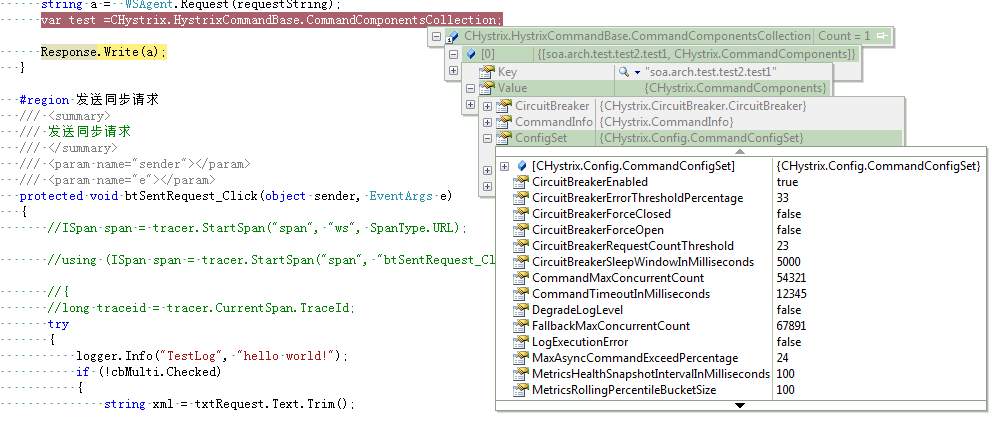 string a = WSAgent.Request(requestString);
var test =CHystrix.HystrixCommandBase.CommandComponentsCollection;
Response.Write(a);
}
#region 发送同步请求
/// <summary>
/// 发送同步请求
/// </summary>
/// <param name="sender"></param>
/// <param name="e"></param>
protected void btSentRequest_Click(object sender, EventArgs e)
{
//ISpan span = tracer.StartSpan("span", "ws", SpanType.URL);
//using (ISpan span = tracer.StartSpan("span", "btSentRequest_Cl
//{
//long traceid = tracer.CurrentSpan.TraceId;
try
{
logger.Info("TestLog", "hello world!");
if (!cbMulti.Checked)
{
string xml = txtRequest.Text.Trim();
CHystrix.HystrixCommandBase.CommandComponentsCollection Count = 1
[0] {[soa.arch.test.test2.test1, CHystrix.CommandComponents]}
Key "soa.arch.test.test2.test1"
Value {CHystrix.CommandComponents}
CircuitBreaker {CHystrix.CircuitBreaker.CircuitBreaker}
CommandInfo {CHystrix.CommandInfo}
ConfigSet {CHystrix.Config.CommandConfigSet}
[CHystrix.Config.CommandConfigSet] {CHystrix.Config.CommandConfigSet}
CircuitBreakerEnabled true
CircuitBreakerErrorThresholdPercentage 33
CircuitBreakerForceClosed false
CircuitBreakerForceOpen false
CircuitBreakerRequestCountThreshold 23
CircuitBreakerSleepWindowInMilliseconds 5000
CommandMaxConcurrentCount 54321
CommandTimeoutInMilliseconds 12345
DegradeLogLevel false
FallbackMaxConcurrentCount 67891
LogExecutionError false
MaxAsyncCommandExceedPercentage 24
MetricsHealthSnapshotIntervalInMilliseconds 100
MetricsRollingPercentileBucketSize 100